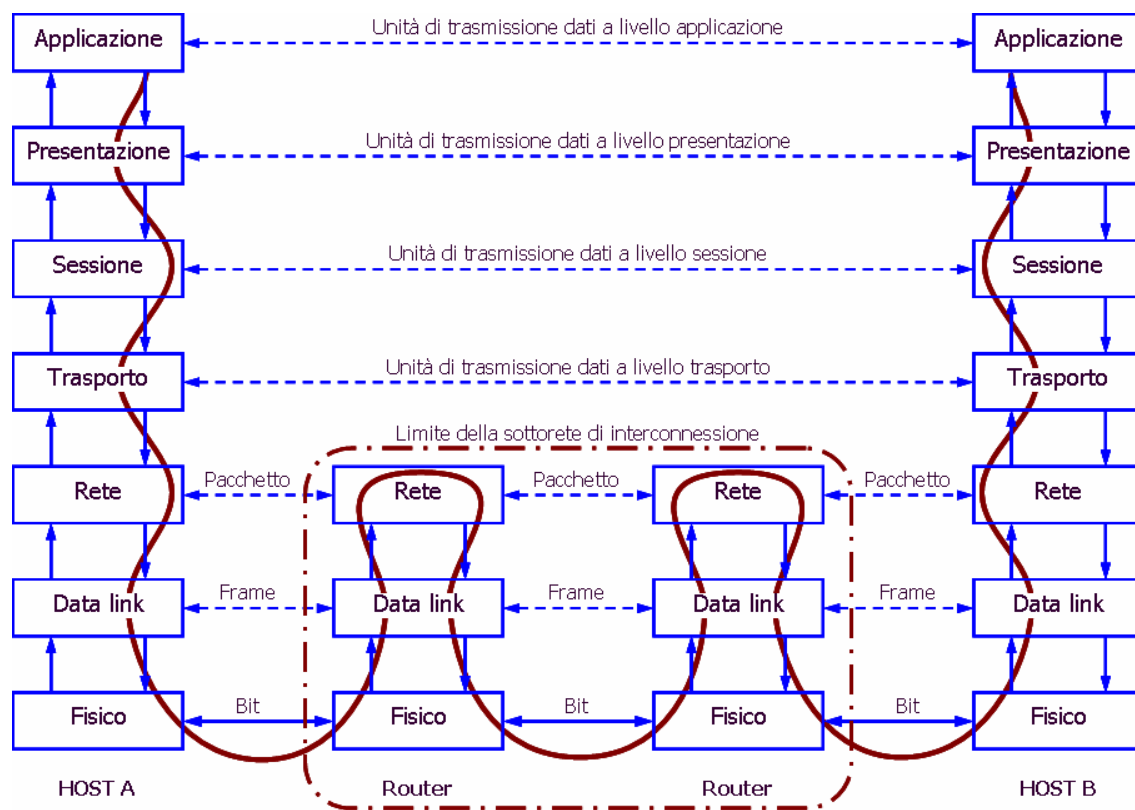 Applicazione
Unità di trasmissione dati a livello applicazione
Applicazione
Presentazione
Unità di trasmissione dati a livello presentazione
Presentazione
Sessione
Unità di trasmissione dati a livello sessione
Sessione
Trasporto
Unità di trasmissione dati a livello trasporto
Trasporto
Limite della sottorete di interconnessione
Rete
Pacchetto
Rete
Pacchetto
Rete
Pacchetto
Rete
Data link
Frame
Data link
Frame
Data link
Frame
Data link
Fisico
Bit
Fisico
Bit
Fisico
Bit
Fisico
HOST A
Router
Router
HOST B